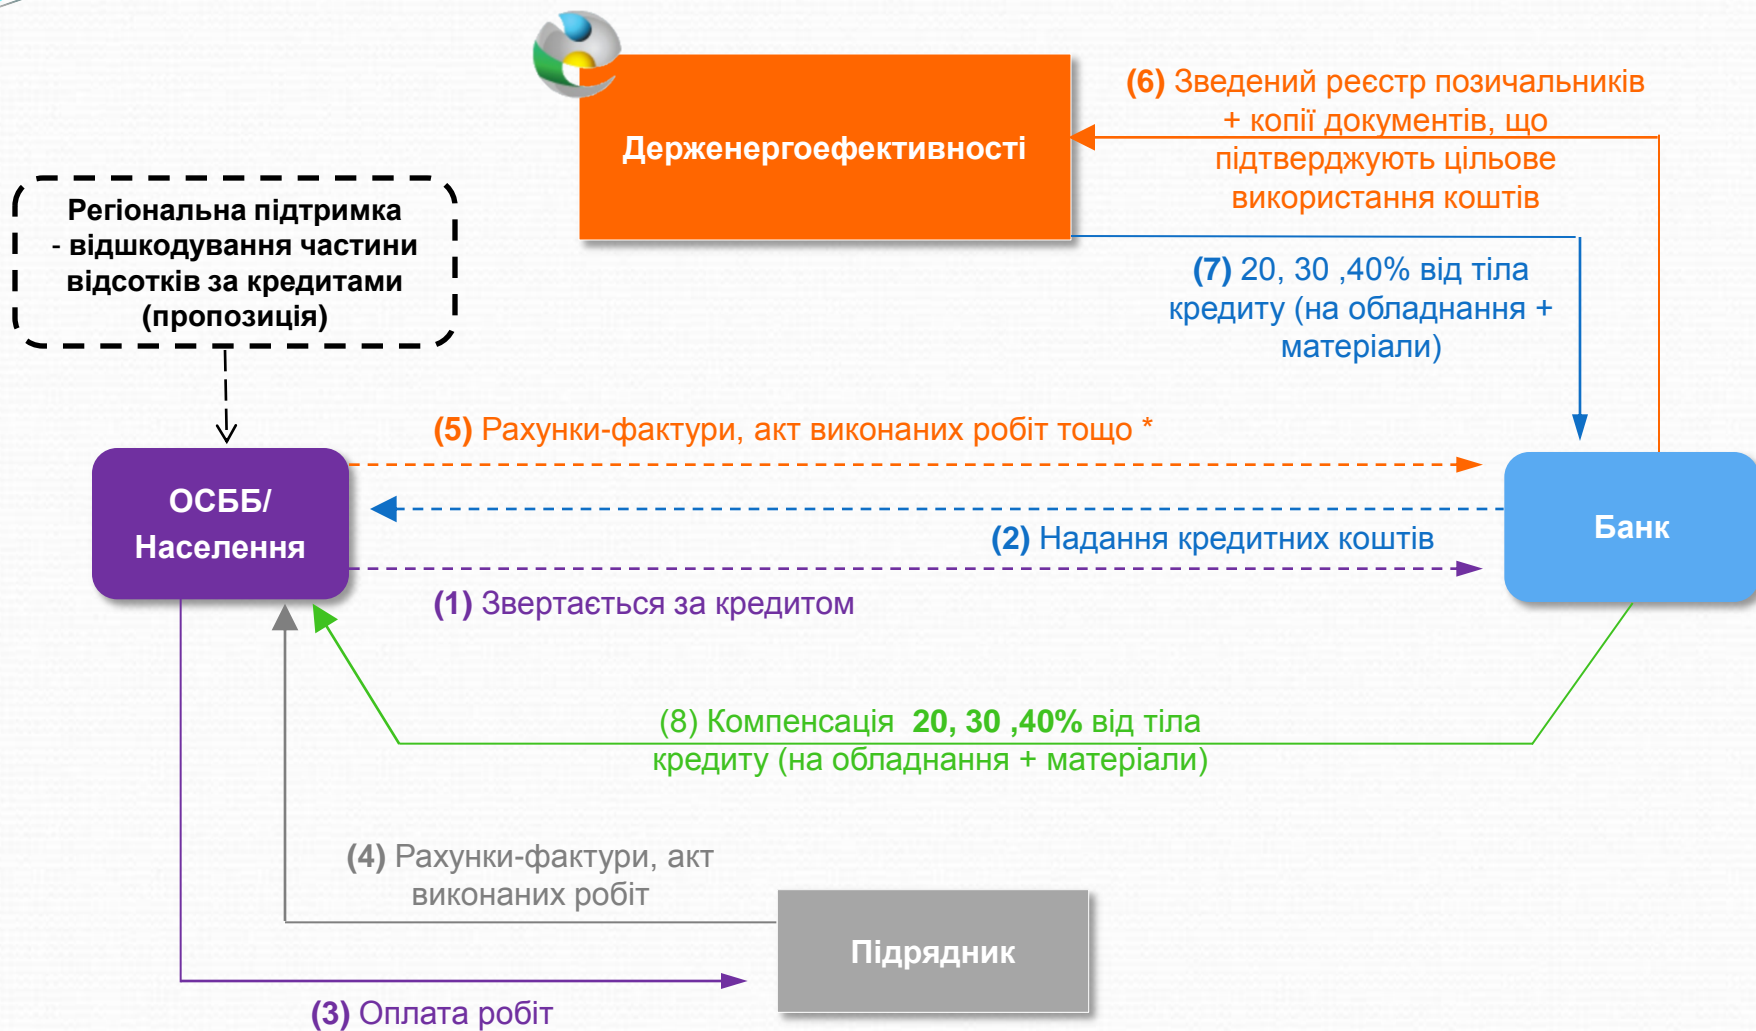 Держенергоефективності
(6) Зведений реєстр позичальників
+ копії документів, що
підтверджують цільове
використання коштів
Регіональна підтримка
- відшкодування частини
відсотків за кредитами
(пропозиція)
(7) 20, 30 ,40% від тіла
кредиту (на обладнання +
матеріали)
(5) Рахунки-фактури, акт виконаних робіт тощо *
ОСББ/
Населення
Банк
(2) Надання кредитних коштів
(1) Звертається за кредитом
(8) Компенсація 20, 30 ,40% від тіла
кредиту (на обладнання + матеріали)
(4) Рахунки-фактури, акт
виконаних робіт
Підрядник
(3) Оплата робіт